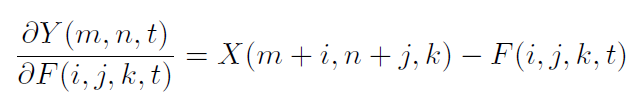 ∂Y(m, n, t)/∂F(i, j, k, t) = X(m + i, n + j, k) − F(i, j, k, t)